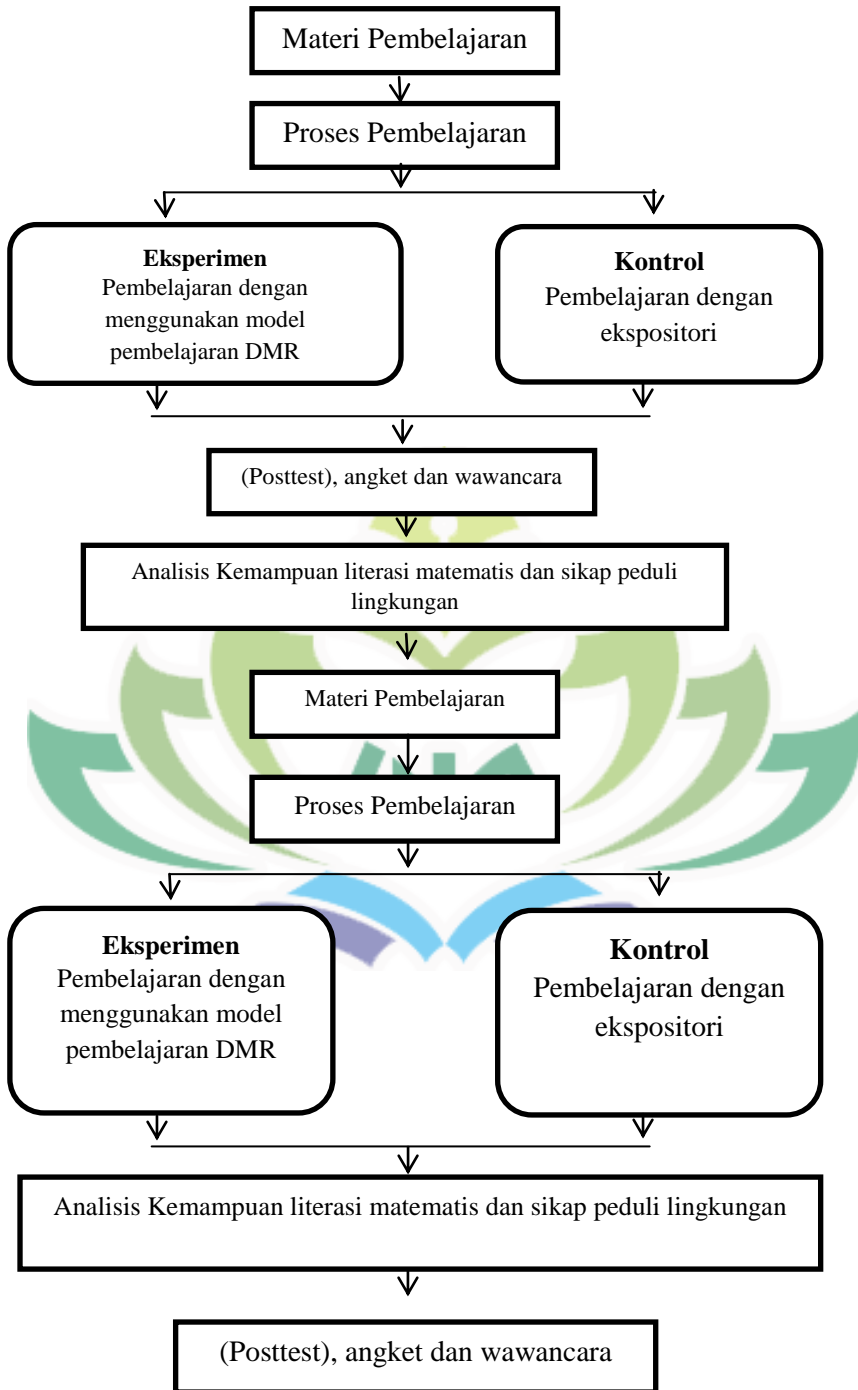 Materi Pembelajaran
Proses Pembelajaran
Eksperimen
Pembelajaran dengan
menggunakan model
pembelajaran DMR
Kontrol
Pembelajaran dengan
ekspositori
(Posttest), angket dan wawancara
Analisis Kemampuan literasi matematis dan sikap peduli
lingkungan
Materi Pembelajaran
Proses Pembelajaran
Eksperimen
Pembelajaran dengan
menggunakan model
pembelajaran DMR
Kontrol
Pembelajaran dengan
ekspositori
Analisis Kemampuan literasi matematis dan sikap peduli lingkungan
(Posttest), angket dan wawancara